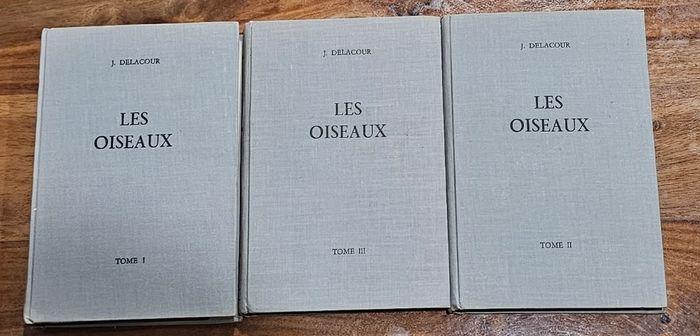 J. DELACOUR
LES
OISEAUX
TOME I
J. DELACOUR
LES
OISEAUX
TOME III
J. DELACOUR
LES
OISEAUX
TOME II